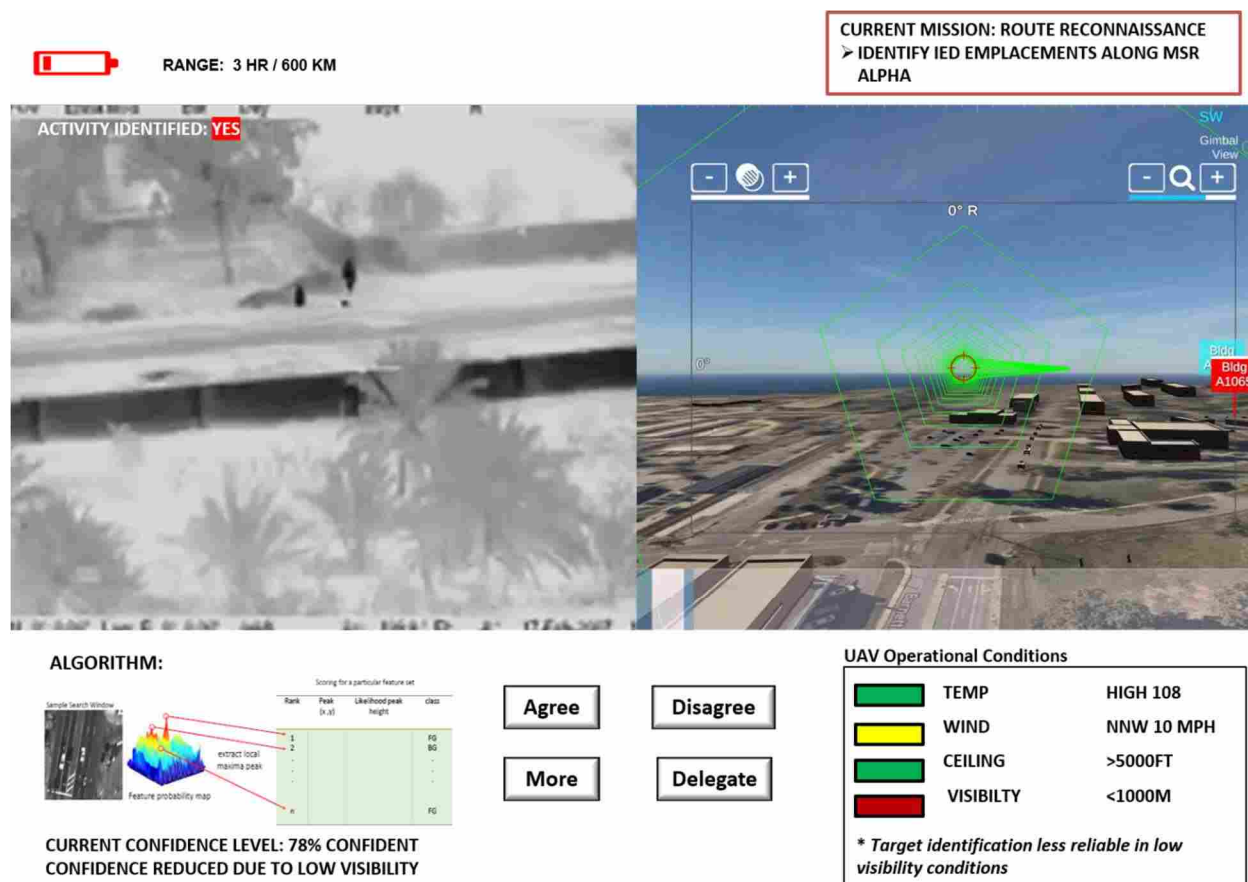 CURRENT MISSION: ROUTE RECONNAISSANCE
➢ IDENTIFY IED EMPLACEMENTS ALONG MSR
ALPHA
RANGE: 3 HR / 600 KM
ACTIVITY IDENTIFIED: YES
SW
Gimbal
View
- +
- +
0° R
0°
Bldg
Bldg
A1065
ALGORITHM:
Sample Search Window
Feature probability map
extract local
maxima peak
Scoring for a particular feature set
Rank Peak (x,y) Likelihood peak height class
1 FG
2 BG
n FG
CURRENT CONFIDENCE LEVEL: 78% CONFIDENT
CONFIDENCE REDUCED DUE TO LOW VISIBILITY
Agree
Disagree
More
Delegate
UAV Operational Conditions
TEMP HIGH 108
WIND NNW 10 MPH
CEILING >5000FT
VISIBILTY <1000M
* Target identification less reliable in low
visibility conditions